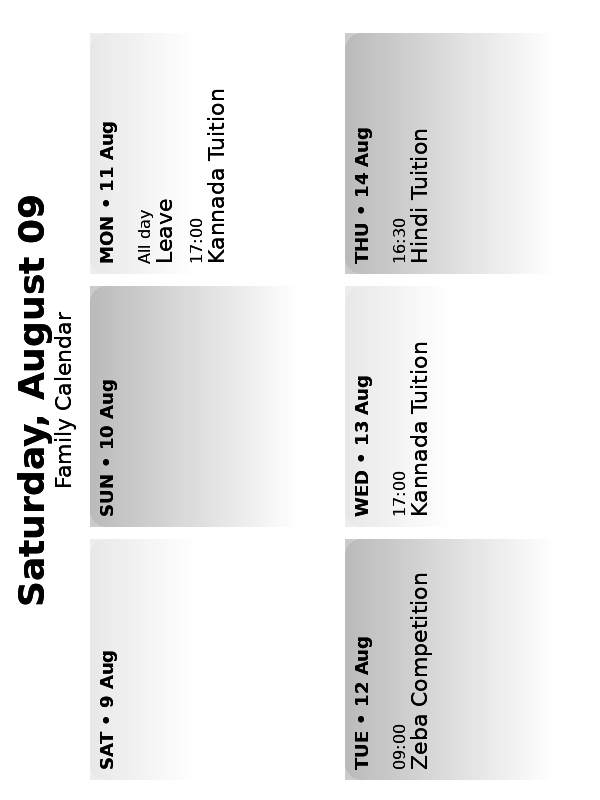 Saturday, August 09
Family Calendar
SAT • 9 Aug
SUN • 10 Aug
MON • 11 Aug
All day
Leave
17:00
Kannada Tuition
TUE • 12 Aug
09:00
Zeba Competition
WED • 13 Aug
17:00
Kannada Tuition
THU • 14 Aug
16:30
Hindi Tuition